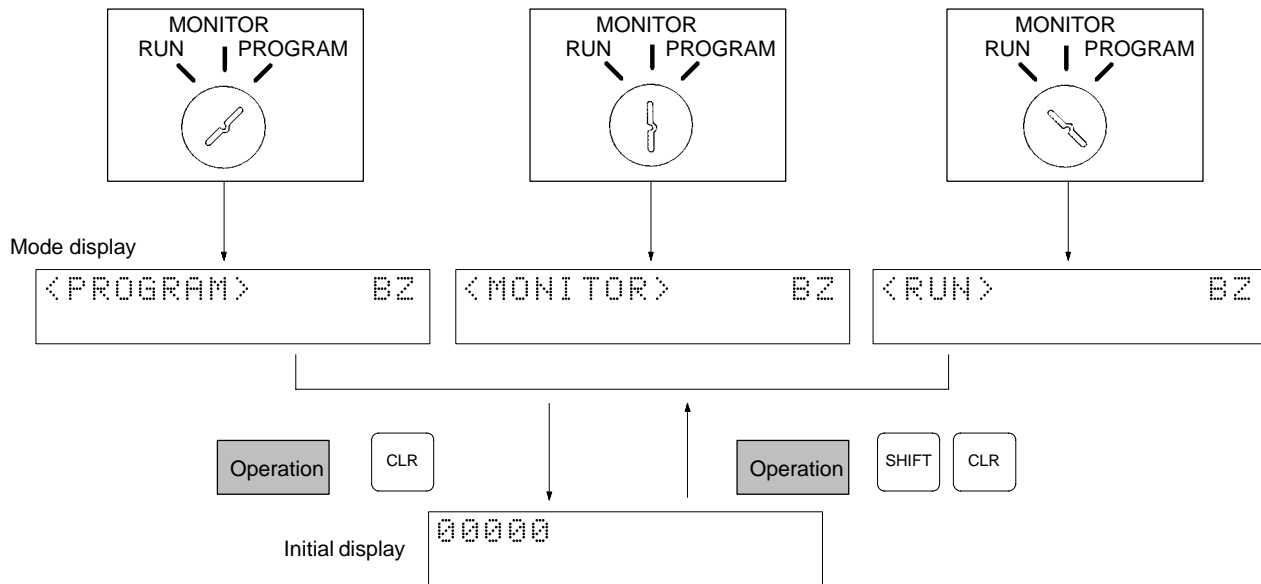 MONITOR
RUN PROGRAM
MONITOR
RUN PROGRAM
MONITOR
RUN PROGRAM
Mode display
<PROGRAM> BZ
<MONITOR> BZ
<RUN> BZ
Operation CLR
Operation SHIFT CLR
Initial display
00000